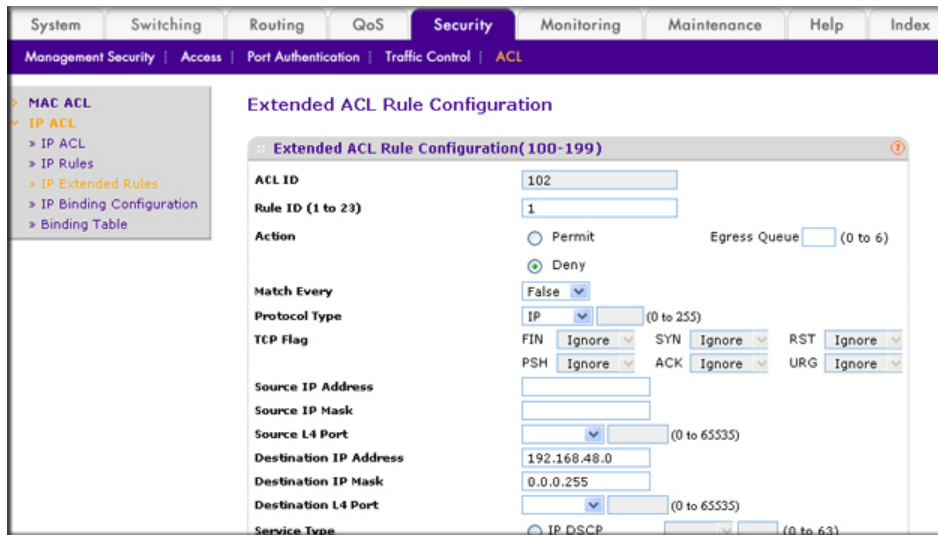 System Switching Routing QoS Security Monitoring Maintenance Help Index
Management Security | Access | Port Authentication | Traffic Control | ACL
MAC ACL
IP ACL
» IP ACL
» IP Rules
» IP Extended Rules
» IP Binding Configuration
» Binding Table
Extended ACL Rule Configuration
Extended ACL Rule Configuration(100-199) ?
ACL ID 102
Rule ID (1 to 23) 1
Action Permit Egress Queue (0 to 6)
Deny
Match Every False
Protocol Type IP (0 to 255)
TCP Flag FIN Ignore SYN Ignore RST Ignore
PSH Ignore ACK Ignore URG Ignore
Source IP Address
Source IP Mask
Source L4 Port (0 to 65535)
Destination IP Address 192.168.48.0
Destination IP Mask 0.0.0.255
Destination L4 Port (0 to 65535)
Service Type IP DSCP (0 to 63)